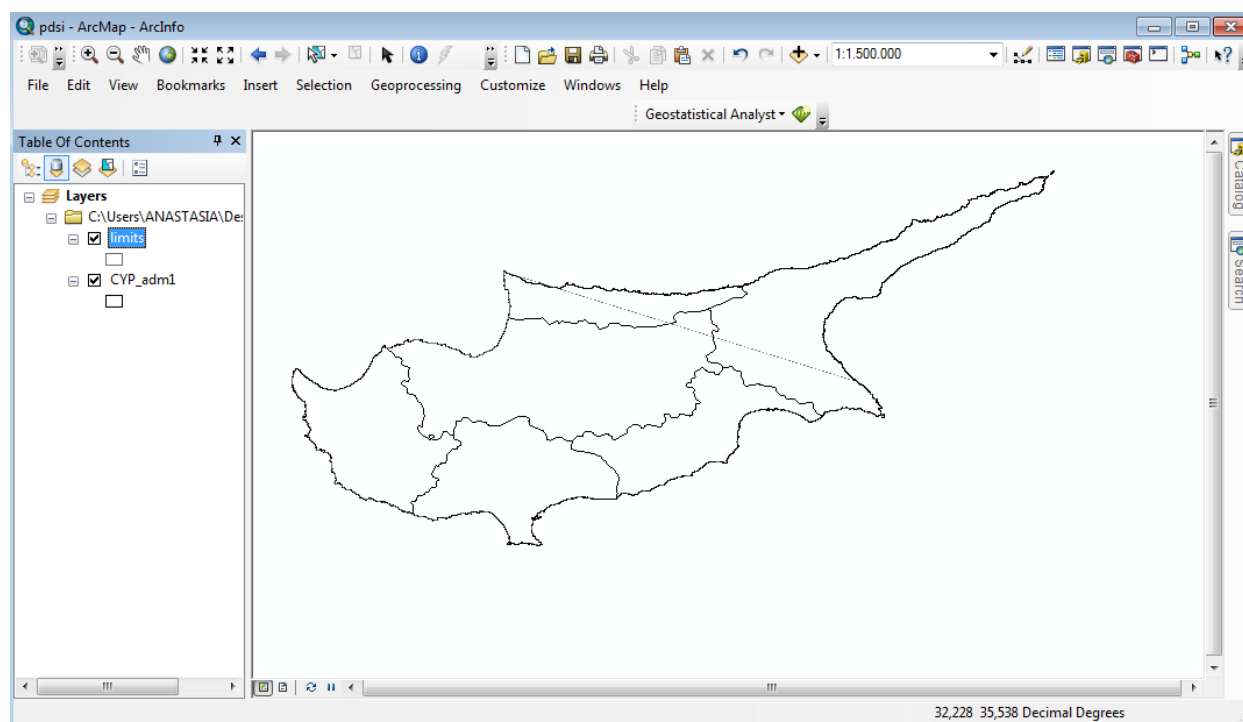 pdsi - ArcMap - ArcInfo
1:1.500.000
File Edit View Bookmarks Insert Selection Geoprocessing Customize Windows Help
Geostatistical Analyst
Table Of Contents
Layers
C:\Users\ANASTASIA\De
limits
CYP_adm1
Catalog
Search
32,228 35,538 Decimal Degrees